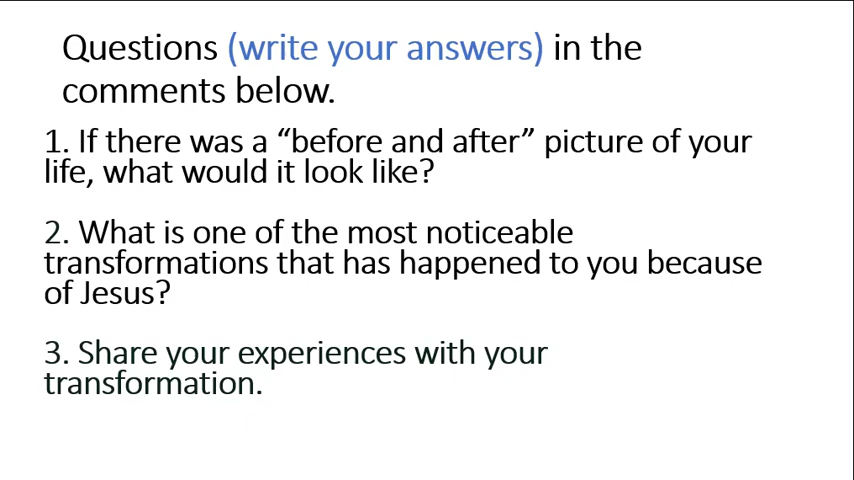 Questions (write your answers) in the
comments below.
1. If there was a “before and after” picture of your
life, what would it look like?
2. What is one of the most noticeable
transformations that has happened to you because
of Jesus?
3. Share your experiences with your
transformation.